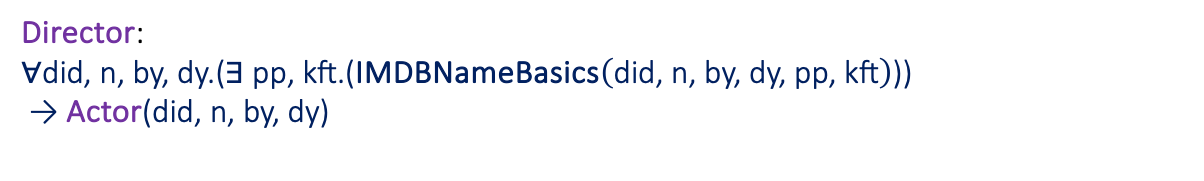 Director:
∀did, n, by, dy.(∃ pp, kft.(IMDBNameBasics(did, n, by, dy, pp, kft)))
→ Actor(did, n, by, dy)